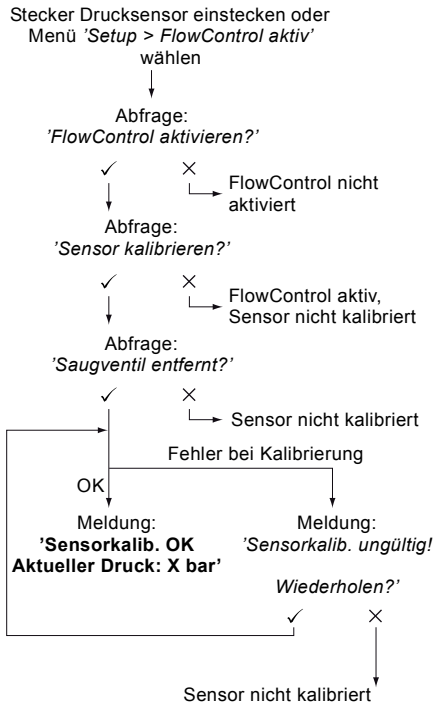 Stecker Drucksensor einstecken oder
Menü ’Setup > FlowControl aktiv’
wählen
Abfrage:
’FlowControl aktivieren?’
✓ ✕
FlowControl nicht
aktiviert
Abfrage:
’Sensor kalibrieren?’
✓ ✕
FlowControl aktiv,
Sensor nicht kalibriert
Abfrage:
’Saugventil entfernt?’
✓ ✕
Sensor nicht kalibriert
Fehler bei Kalibrierung
OK
Meldung:
’Sensorkalib. OK
Aktueller Druck: X bar’
Meldung:
’Sensorkalib. ungültig!
Wiederholen?’
✓ ✕
Sensor nicht kalibriert